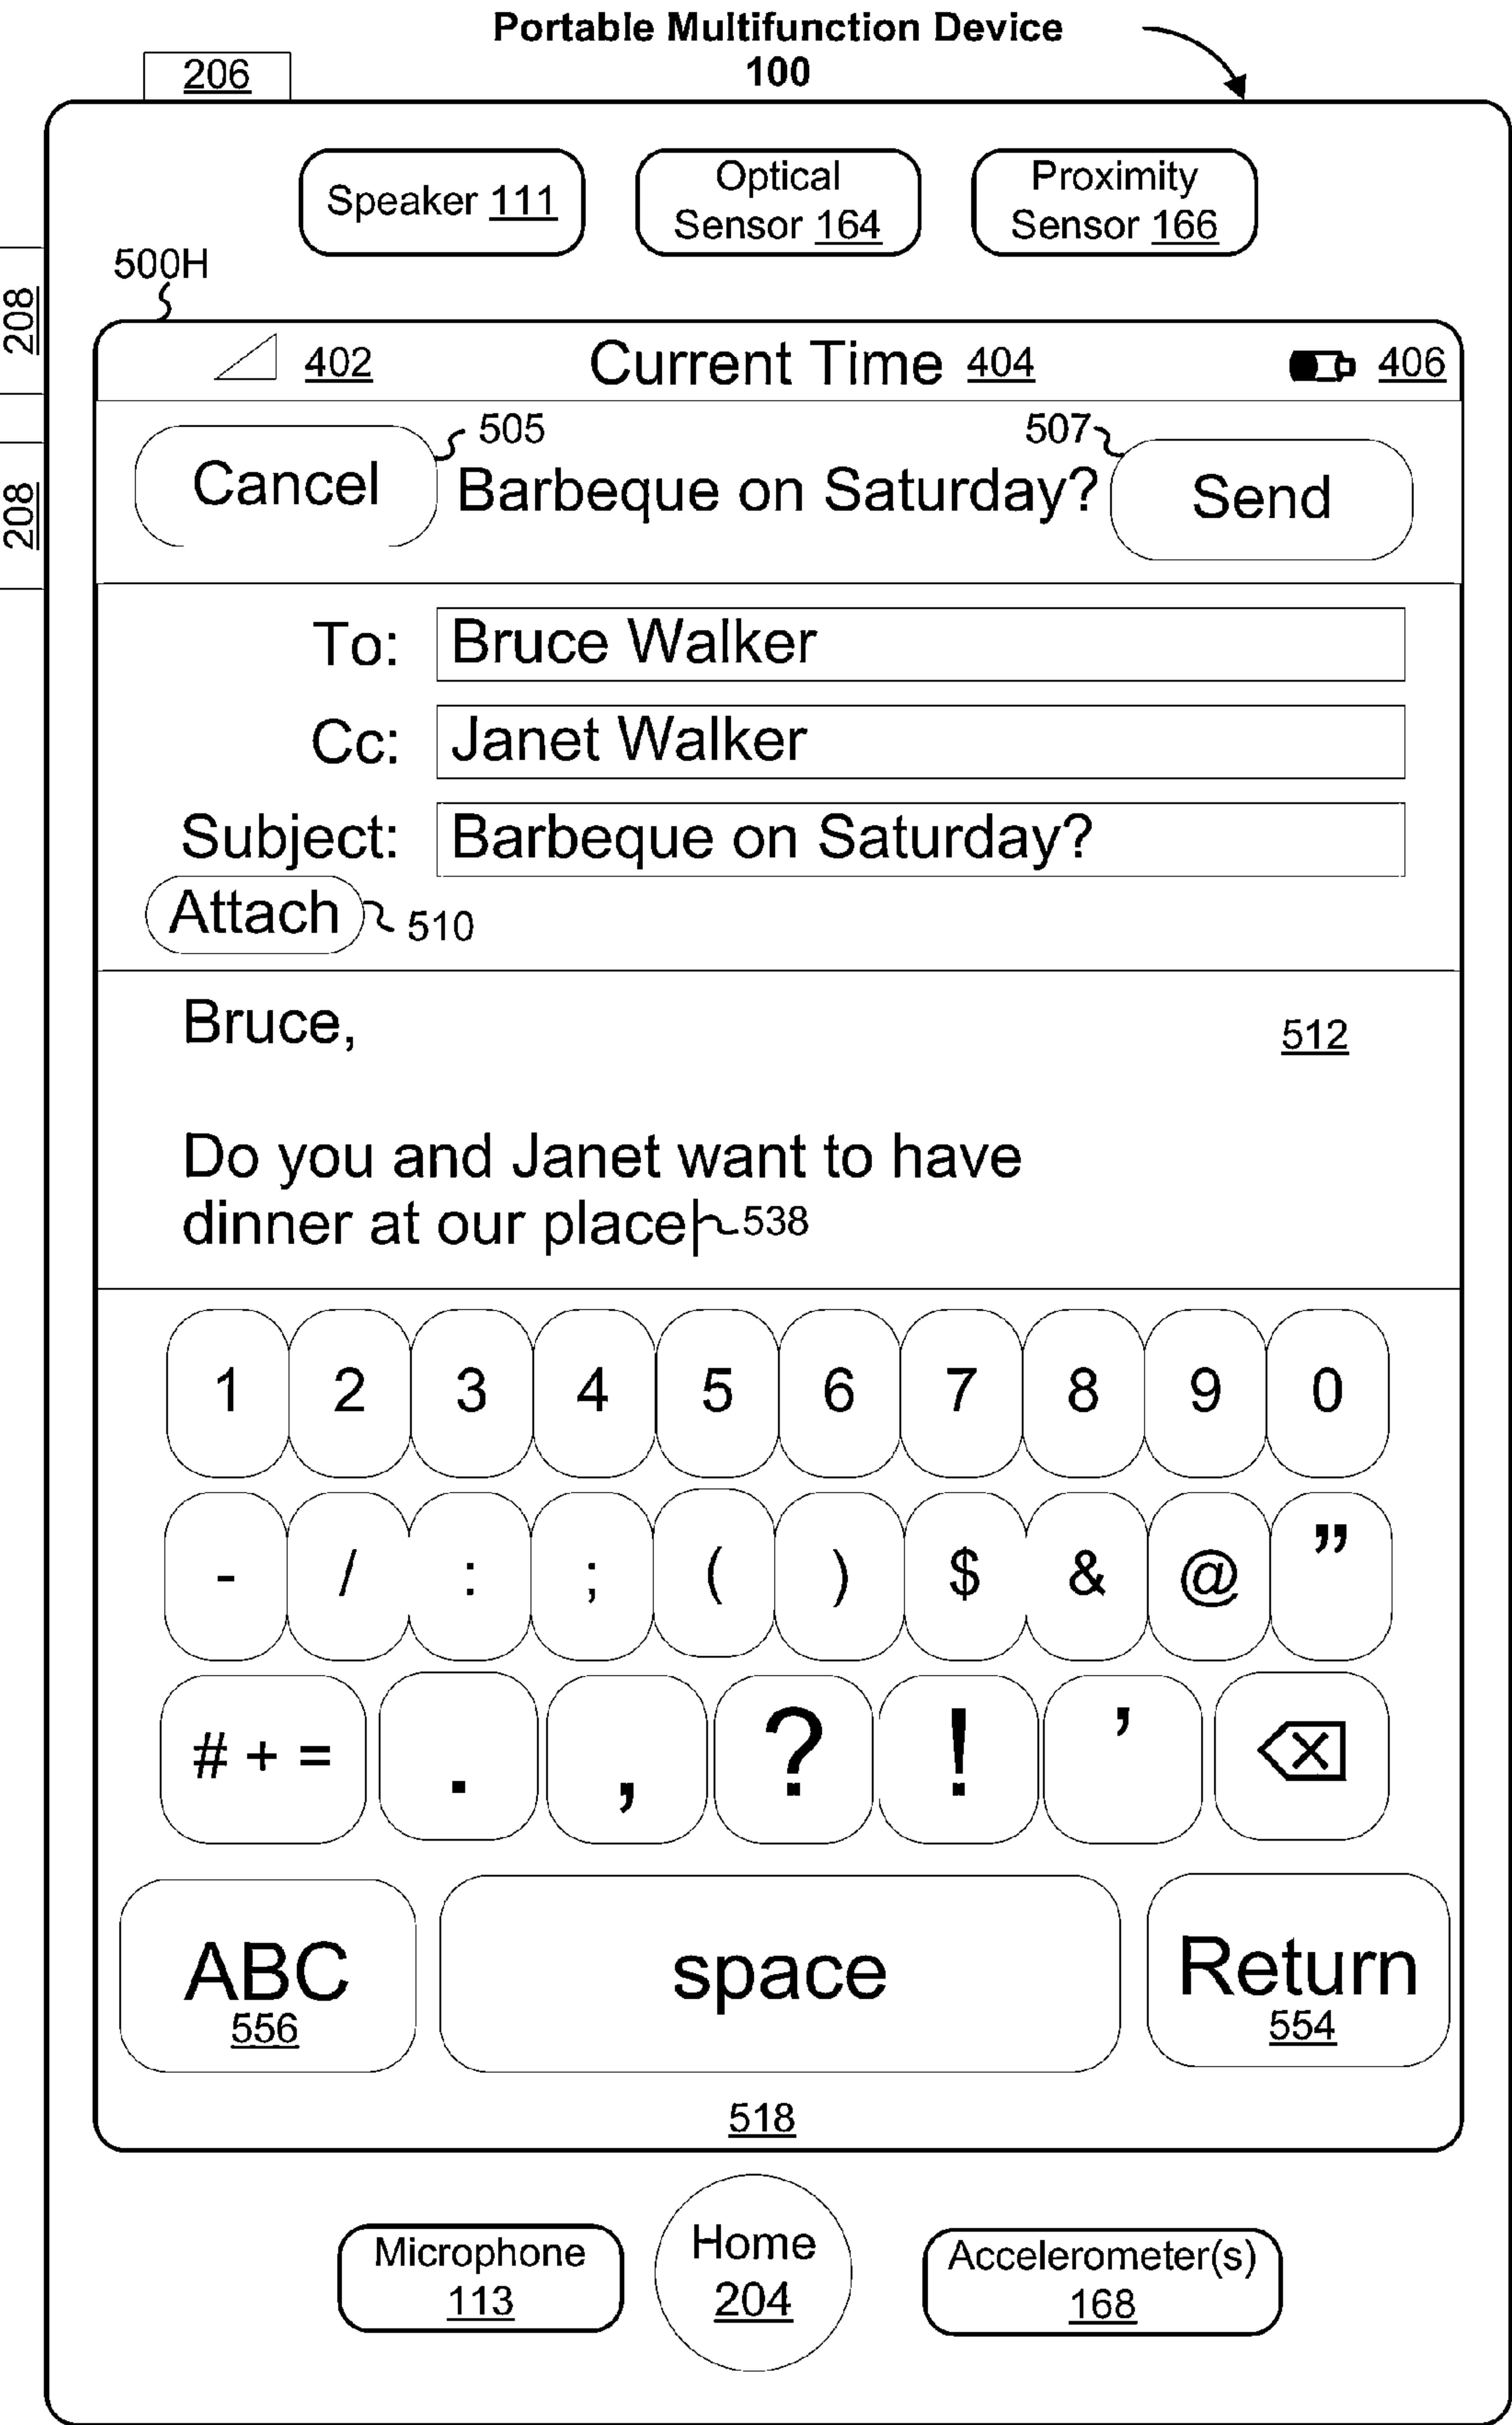 Portable Multifunction Device
100
206
Speaker 111
Optical
Sensor 164
Proximity
Sensor 166
500H
208
208
402
Current Time 404
406
505
507
Cancel
Barbeque on Saturday?
Send
To: Bruce Walker
Cc: Janet Walker
Subject: Barbeque on Saturday?
Attach
510
Bruce,
512
Do you and Janet want to have
dinner at our place
538
1 2 3 4 5 6 7 8 9 0
- / : ; ( ) $ & @ ”
# + = . , ? ! ’
ABC
556
space
Return
554
518
Microphone
113
Home
204
Accelerometer(s)
168